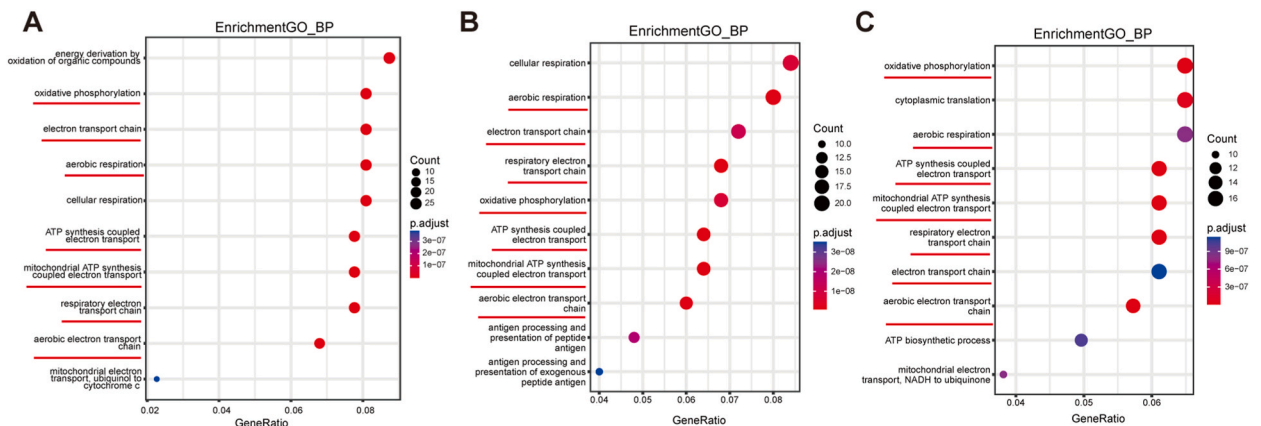 A
EnrichmentGO_BP
energy derivation by
oxidation of organic compounds
oxidative phosphorylation
electron transport chain
aerobic respiration
cellular respiration
ATP synthesis coupled
electron transport
mitochondrial ATP synthesis
coupled electron transport
respiratory electron
transport chain
aerobic electron transport
chain
mitochondrial electron
transport, ubiquinol to
cytochrome c
0.02
0.04
0.06
0.08
GeneRatio
Count
10
15
20
25
p.adjust
3e-07
2e-07
1e-07
B
EnrichmentGO_BP
cellular respiration
aerobic respiration
electron transport chain
respiratory electron
transport chain
oxidative phosphorylation
ATP synthesis coupled
electron transport
mitochondrial ATP synthesis
coupled electron transport
aerobic electron transport
chain
antigen processing and
presentation of peptide
antigen
antigen processing and
presentation of exogenous
peptide antigen
0.04
0.05
0.06
0.07
0.08
GeneRatio
Count
10.0
12.5
15.0
17.5
20.0
p.adjust
3e-08
2e-08
1e-08
C
EnrichmentGO_BP
oxidative phosphorylation
cytoplasmic translation
aerobic respiration
ATP synthesis coupled
electron transport
mitochondrial ATP synthesis
coupled electron transport
respiratory electron
transport chain
electron transport chain
aerobic electron transport
chain
ATP biosynthetic process
mitochondrial electron
transport, NADH to ubiquinone
0.04
0.05
0.06
GeneRatio
Count
10
12
14
16
p.adjust
9e-07
6e-07
3e-07